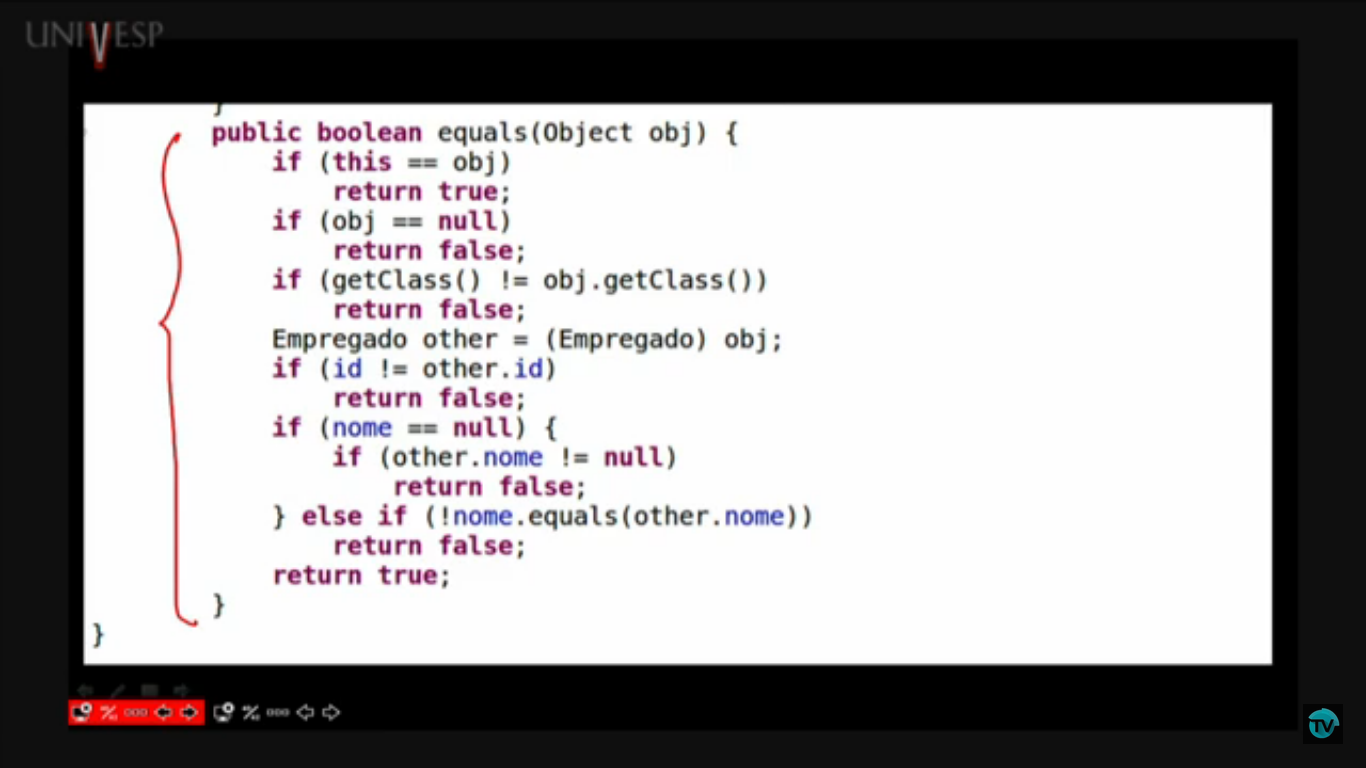 UNIVESP
}
public boolean equals(Object obj) {
if (this == obj)
return true;
if (obj == null)
return false;
if (getClass() != obj.getClass())
return false;
Empregado other = (Empregado) obj;
if (id != other.id)
return false;
if (nome == null) {
if (other.nome != null)
return false;
} else if (!nome.equals(other.nome))
return false;
return true;
}
}
TV